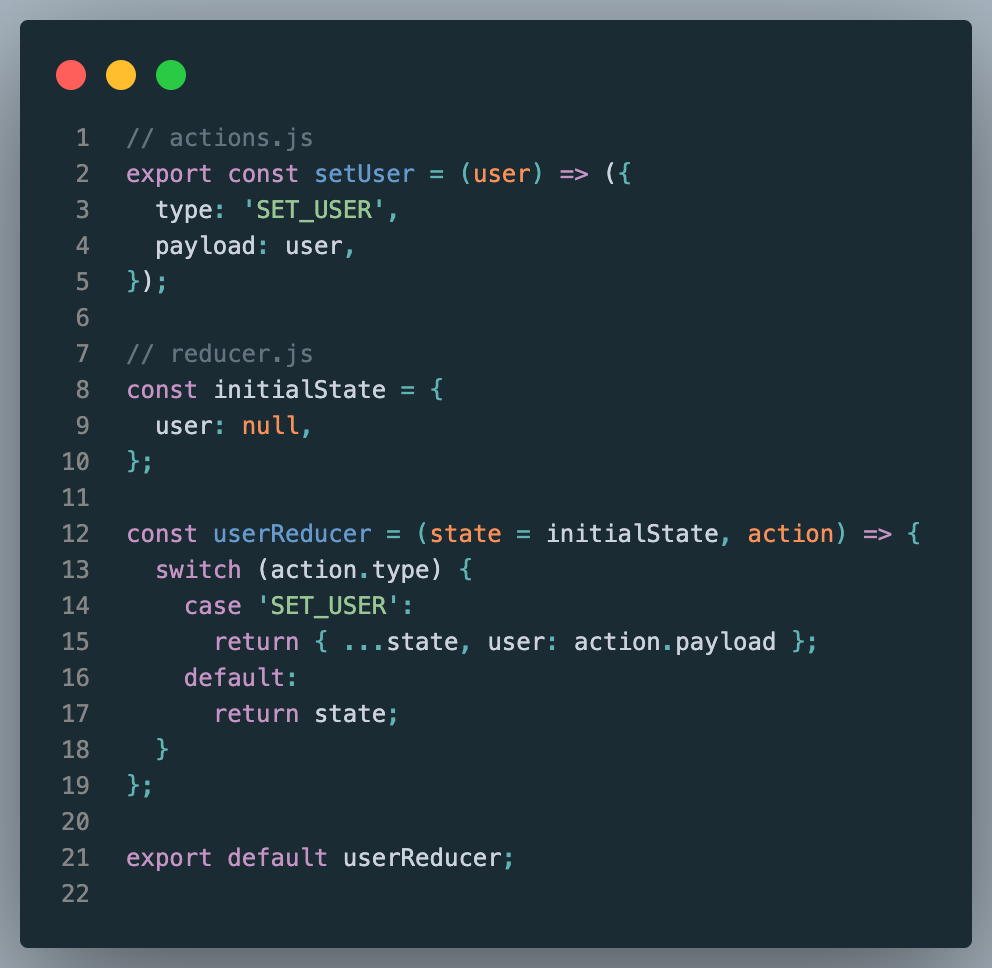 1 // actions.js
2 export const setUser = (user) => ({
3   type: 'SET_USER',
4   payload: user,
5 });
6
7 // reducer.js
8 const initialState = {
9   user: null,
10 };
11
12 const userReducer = (state = initialState, action) => {
13   switch (action.type) {
14     case 'SET_USER':
15       return { ...state, user: action.payload };
16     default:
17       return state;
18   }
19 };
20
21 export default userReducer;
22